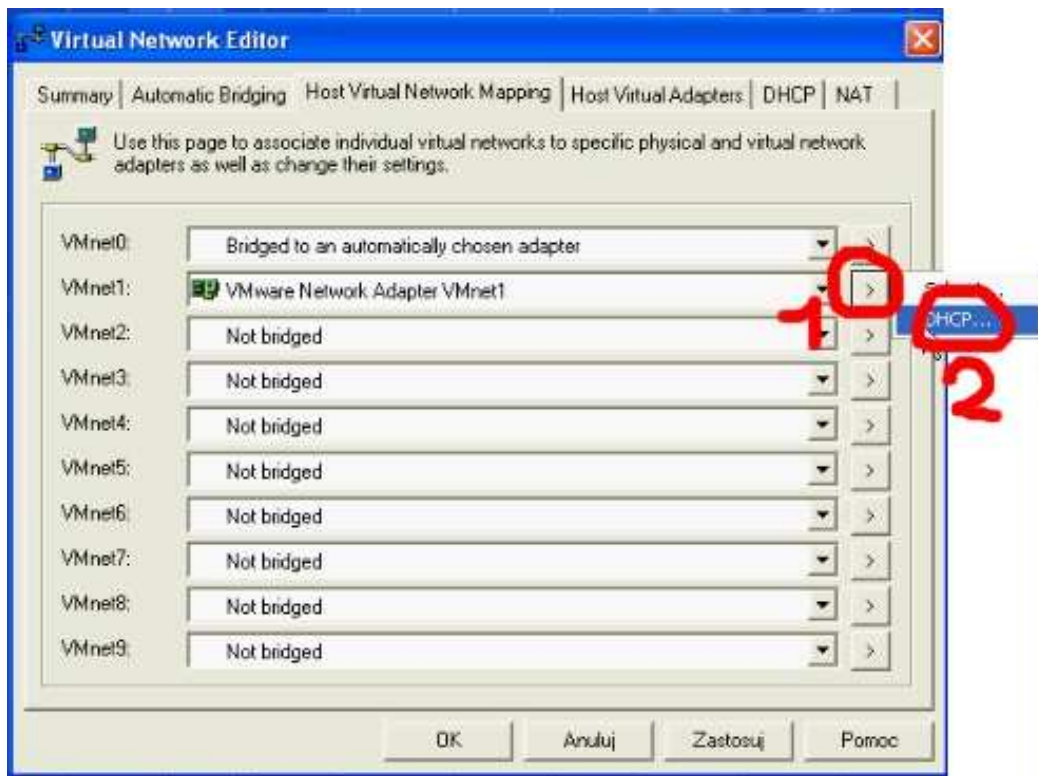 Virtual Network Editor
Summary Automatic Bridging Host Virtual Network Mapping Host Virtual Adapters DHCP NAT
Use this page to associate individual virtual networks to specific physical and virtual network
adapters as well as change their settings.
VMnet0: Bridged to an automatically chosen adapter >
VMnet1: VMware Network Adapter VMnet1 >
1
DHCP...
2
VMnet2: Not bridged >
VMnet3: Not bridged >
VMnet4: Not bridged >
VMnet5: Not bridged >
VMnet6: Not bridged >
VMnet7: Not bridged >
VMnet8: Not bridged >
VMnet9: Not bridged >
OK Anuluj Zastosuj Pomoc